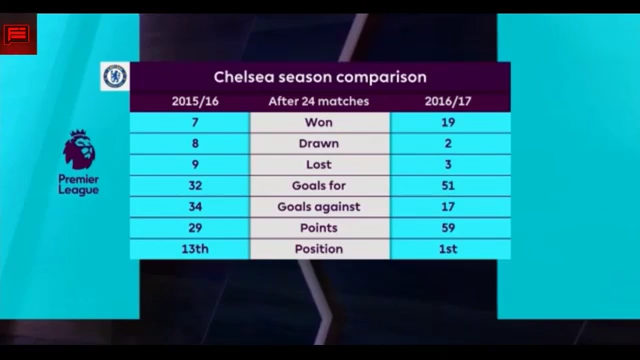 Chelsea season comparison
2015/16 After 24 matches 2016/17
7 Won 19
8 Drawn 2
9 Lost 3
32 Goals for 51
34 Goals against 17
29 Points 59
13th Position 1st
Premier
League